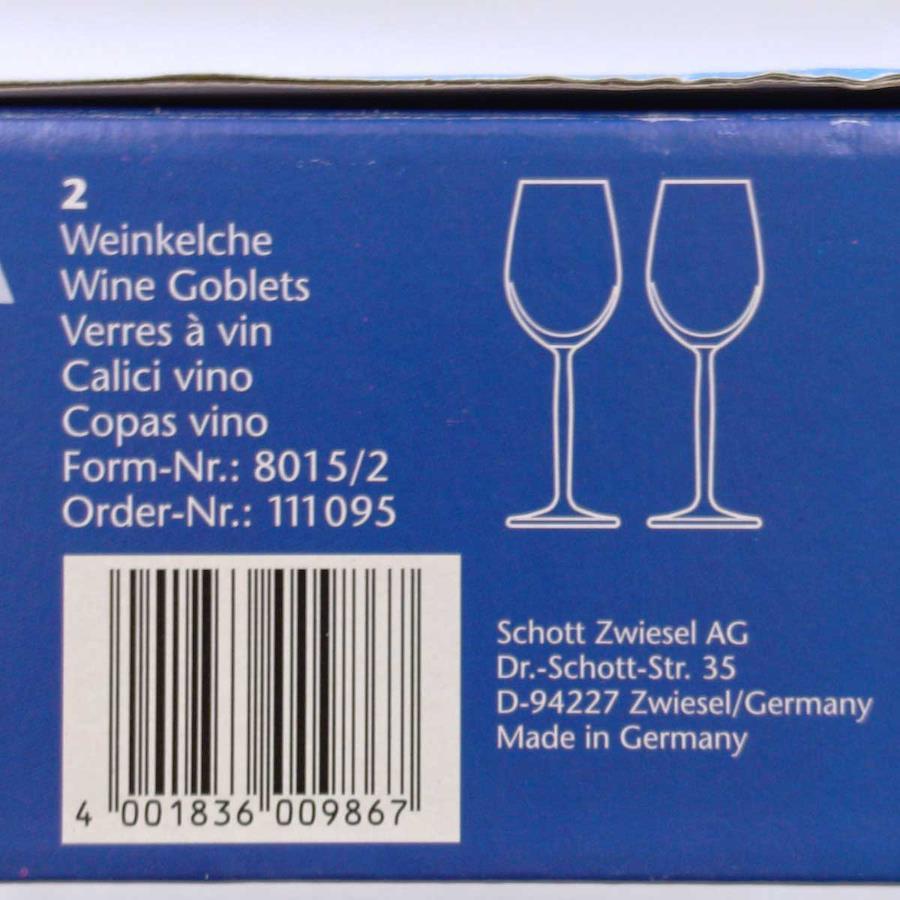 2
Weinkelche
Wine Goblets
Verres à vin
Calici vino
Copas vino
Form-Nr.: 8015/2
Order-Nr.: 111095
4 001836 009867
Schott Zwiesel AG
Dr.-Schott-Str. 35
D-94227 Zwiesel/Germany
Made in Germany